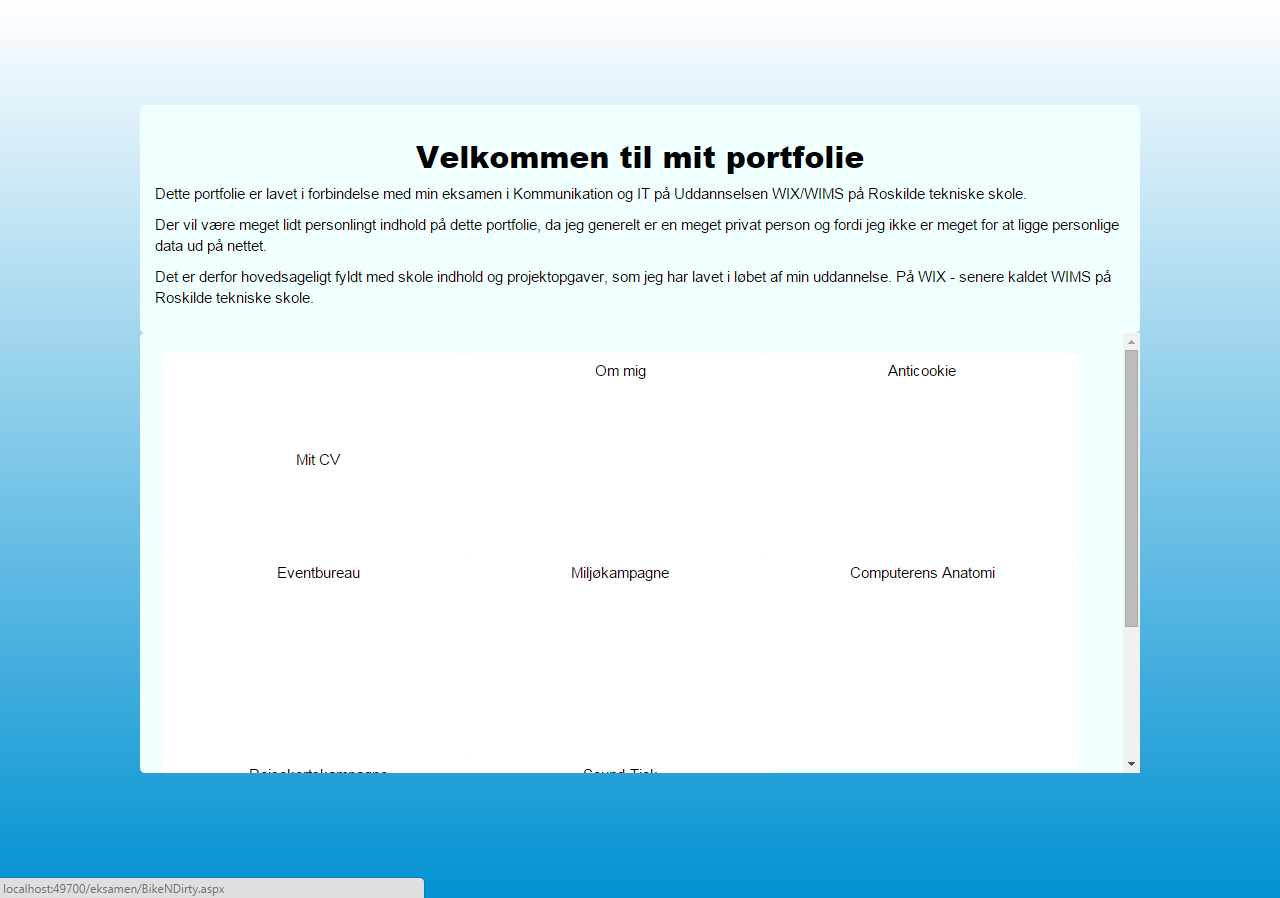 Velkommen til mit portfolie
Dette portfolie er lavet i forbindelse med min eksamen i Kommunikation og IT på Uddannselsen WIX/WIMS på Roskilde tekniske skole.
Der vil være meget lidt personlingt indhold på dette portfolie, da jeg generelt er en meget privat person og fordi jeg ikke er meget for at ligge personlige
data ud på nettet.
Det er derfor hovedsageligt fyldt med skole indhold og projektopgaver, som jeg har lavet i løbet af min uddannelse. På WIX - senere kaldet WIMS på
Roskilde tekniske skole.
Om mig
Anticookie
Mit CV
Eventbureau
Miljøkampagne
Computerens Anatomi
Rejsekortskampagne
localhost:49700/eksamen/BikeNDirty.aspx